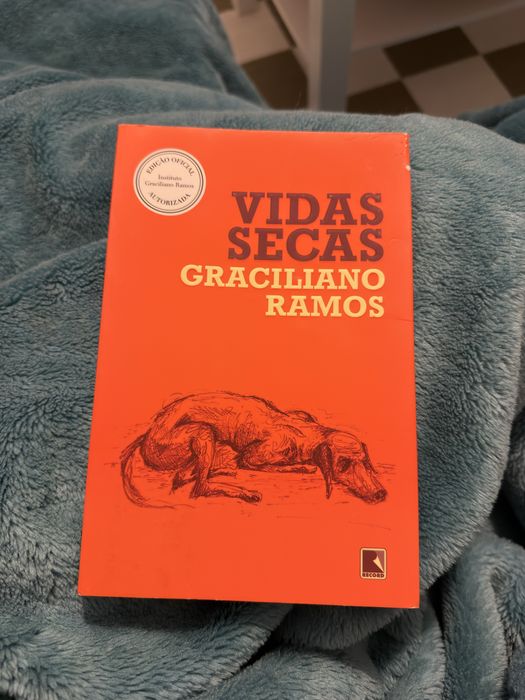 EDIÇÃO OFICIAL
Instituto
Graciliano Ramos
AUTORIZADA
VIDAS
SECAS
GRACILIANO
RAMOS
RECORD